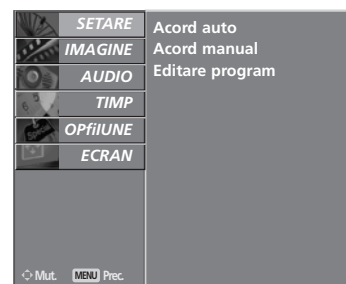 SETARE
IMAGINE
AUDIO
TIMP
OPfiIUNE
ECRAN
Acord auto
Acord manual
Editare program
Mut. MENU Prec.